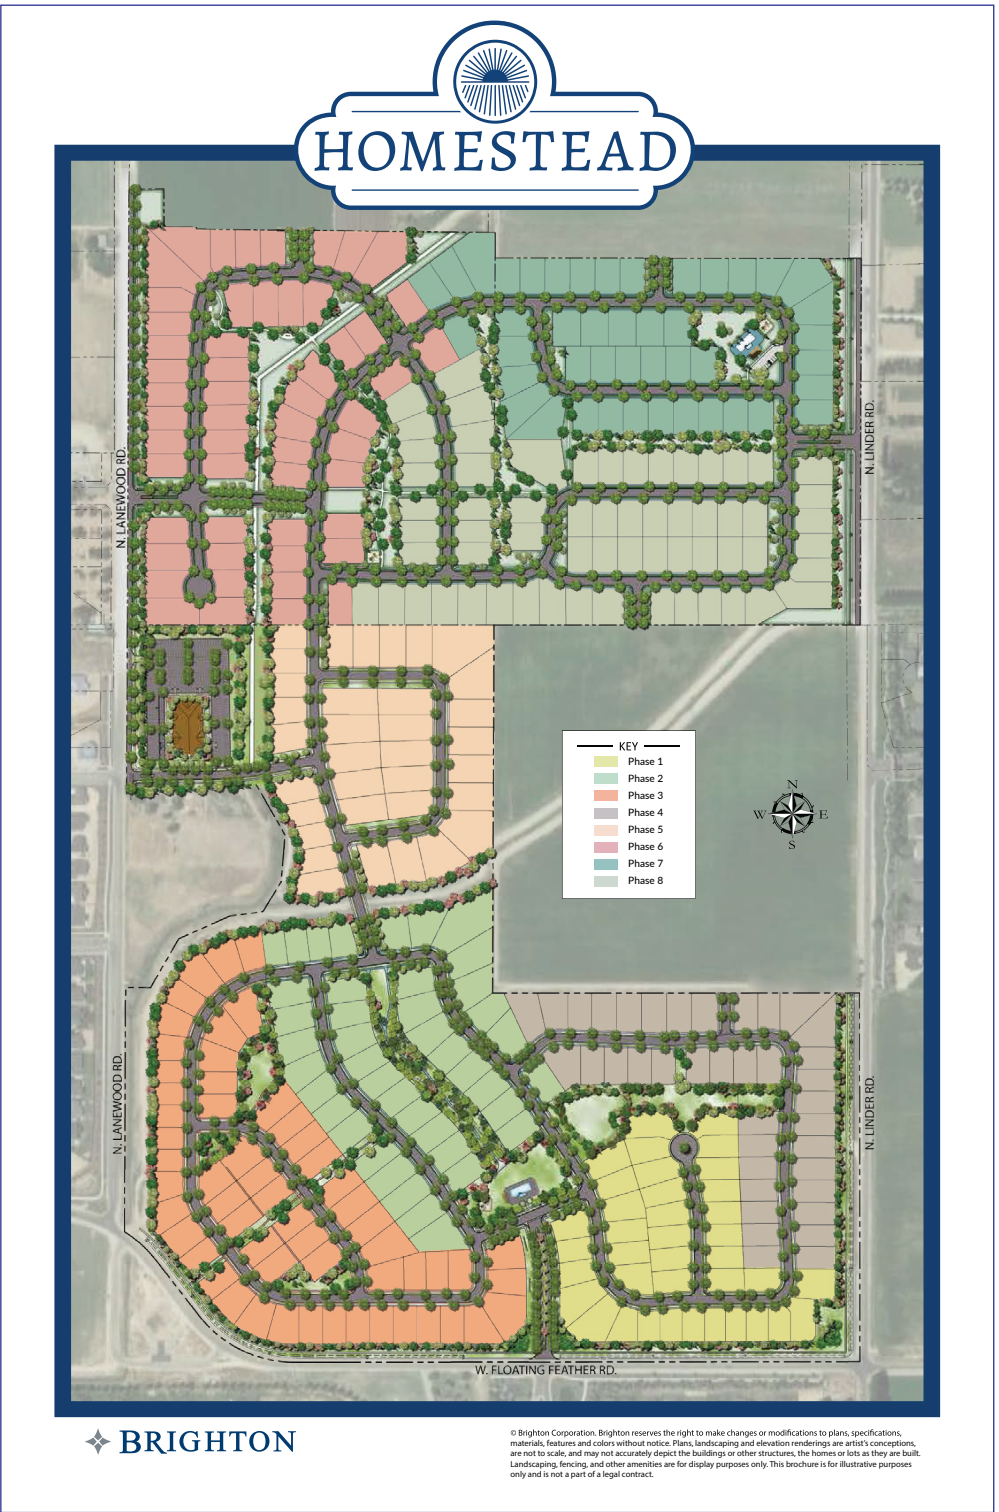 HOMESTEAD
N. LANEWOOD RD.
N. LINDER RD.
KEY
Phase 1
Phase 2
Phase 3
Phase 4
Phase 5
Phase 6
Phase 7
Phase 8
N
W E
S
N. LANEWOOD RD.
N. LINDER RD.
W. FLOATING FEATHER RD.
BRIGHTON
© Brighton Corporation. Brighton reserves the right to make changes or modifications to plans, specifications,
materials, features and colors without notice. Plans, landscaping and elevation renderings are artist's conceptions,
are not to scale, and may not accurately depict the buildings or other structures, the homes or lots as they are built.
Landscaping, fencing, and other amenities are for display purposes only. This brochure is for illustrative purposes
only and is not a part of a legal contract.